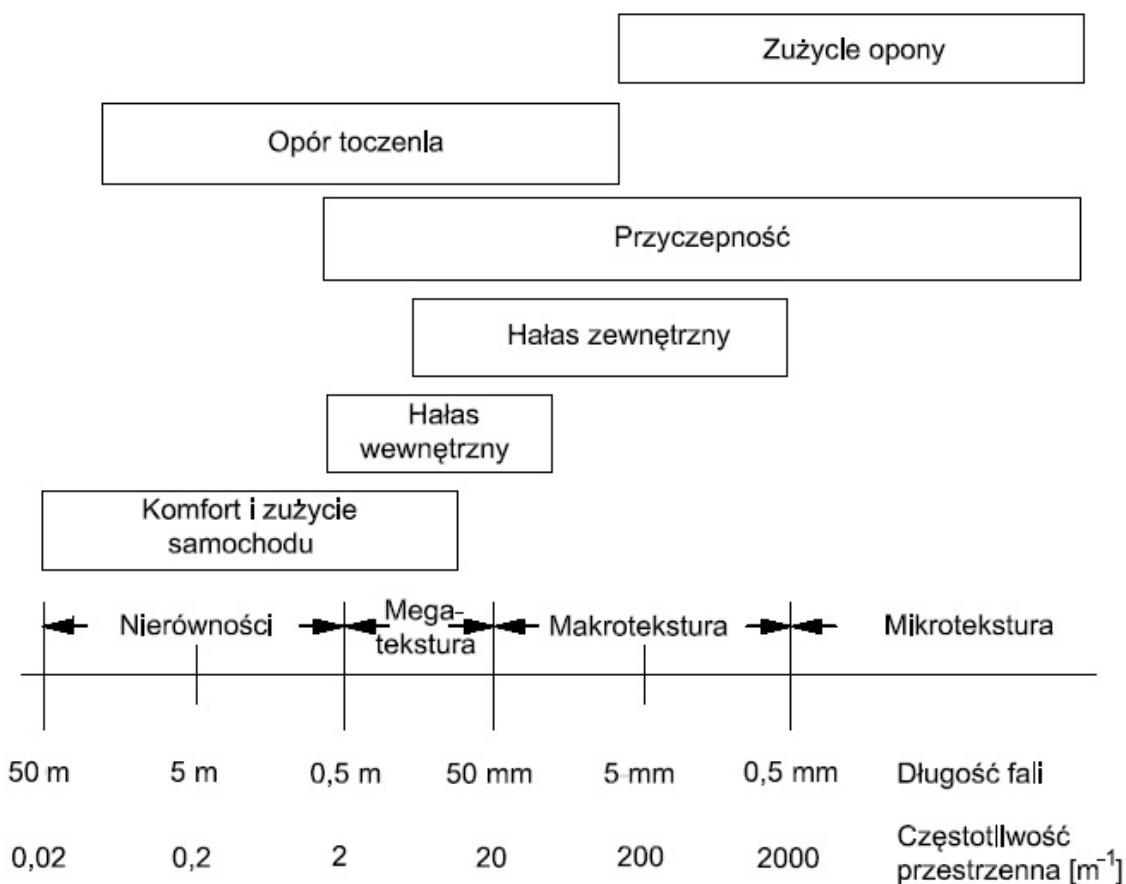 Zużycie opony
Opór toczenia
Przyczepność
Hałas zewnętrzny
Hałas
wewnętrzny
Komfort i zużycie
samochodu
Nierówności
Mega-
tekstura
Makrotekstura
Mikrotekstura
50 m 5 m 0,5 m 50 mm 5 mm 0,5 mm Długość fali
0,02 0,2 2 20 200 2000 Częstotliwość
przestrzenna [m⁻¹]